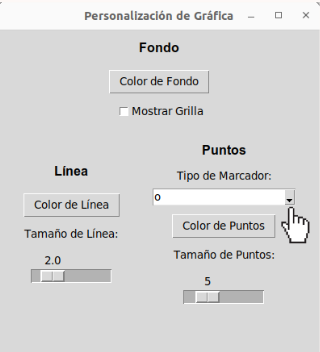 Personalización de Gráfica
Fondo
Color de Fondo
Mostrar Grilla
Línea
Color de Línea
Tamaño de Línea:
2.0
Puntos
Tipo de Marcador:
o
Color de Puntos
Tamaño de Puntos:
5